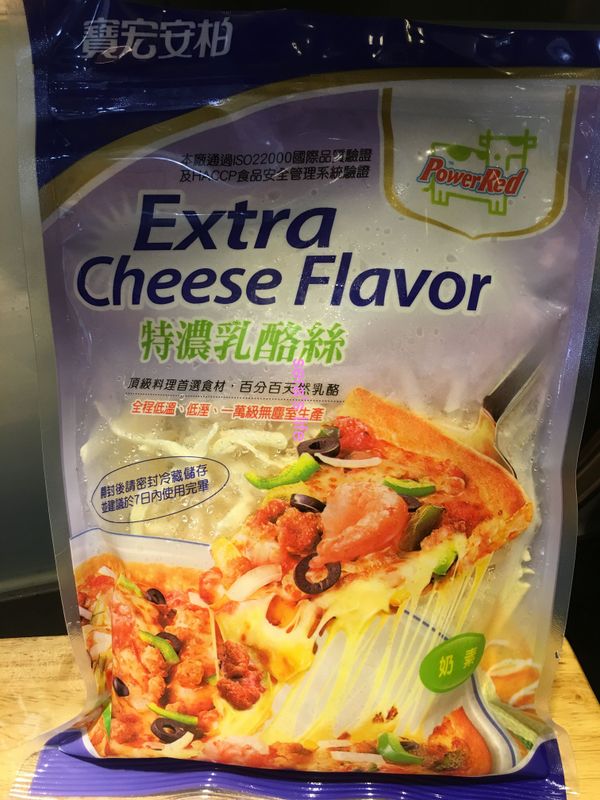 寶宏安柏
本廠通過ISO22000國際品質驗證
及HACCP食品安全管理系統驗證
PowerRed
Extra
Cheese Flavor
特濃乳酪絲
頂級料理首選食材，百分百天然乳酪
全程低溫、低溼、一萬級無塵室生產
開封後請密封冷藏儲存
並建議於7日內使用完畢
奶素